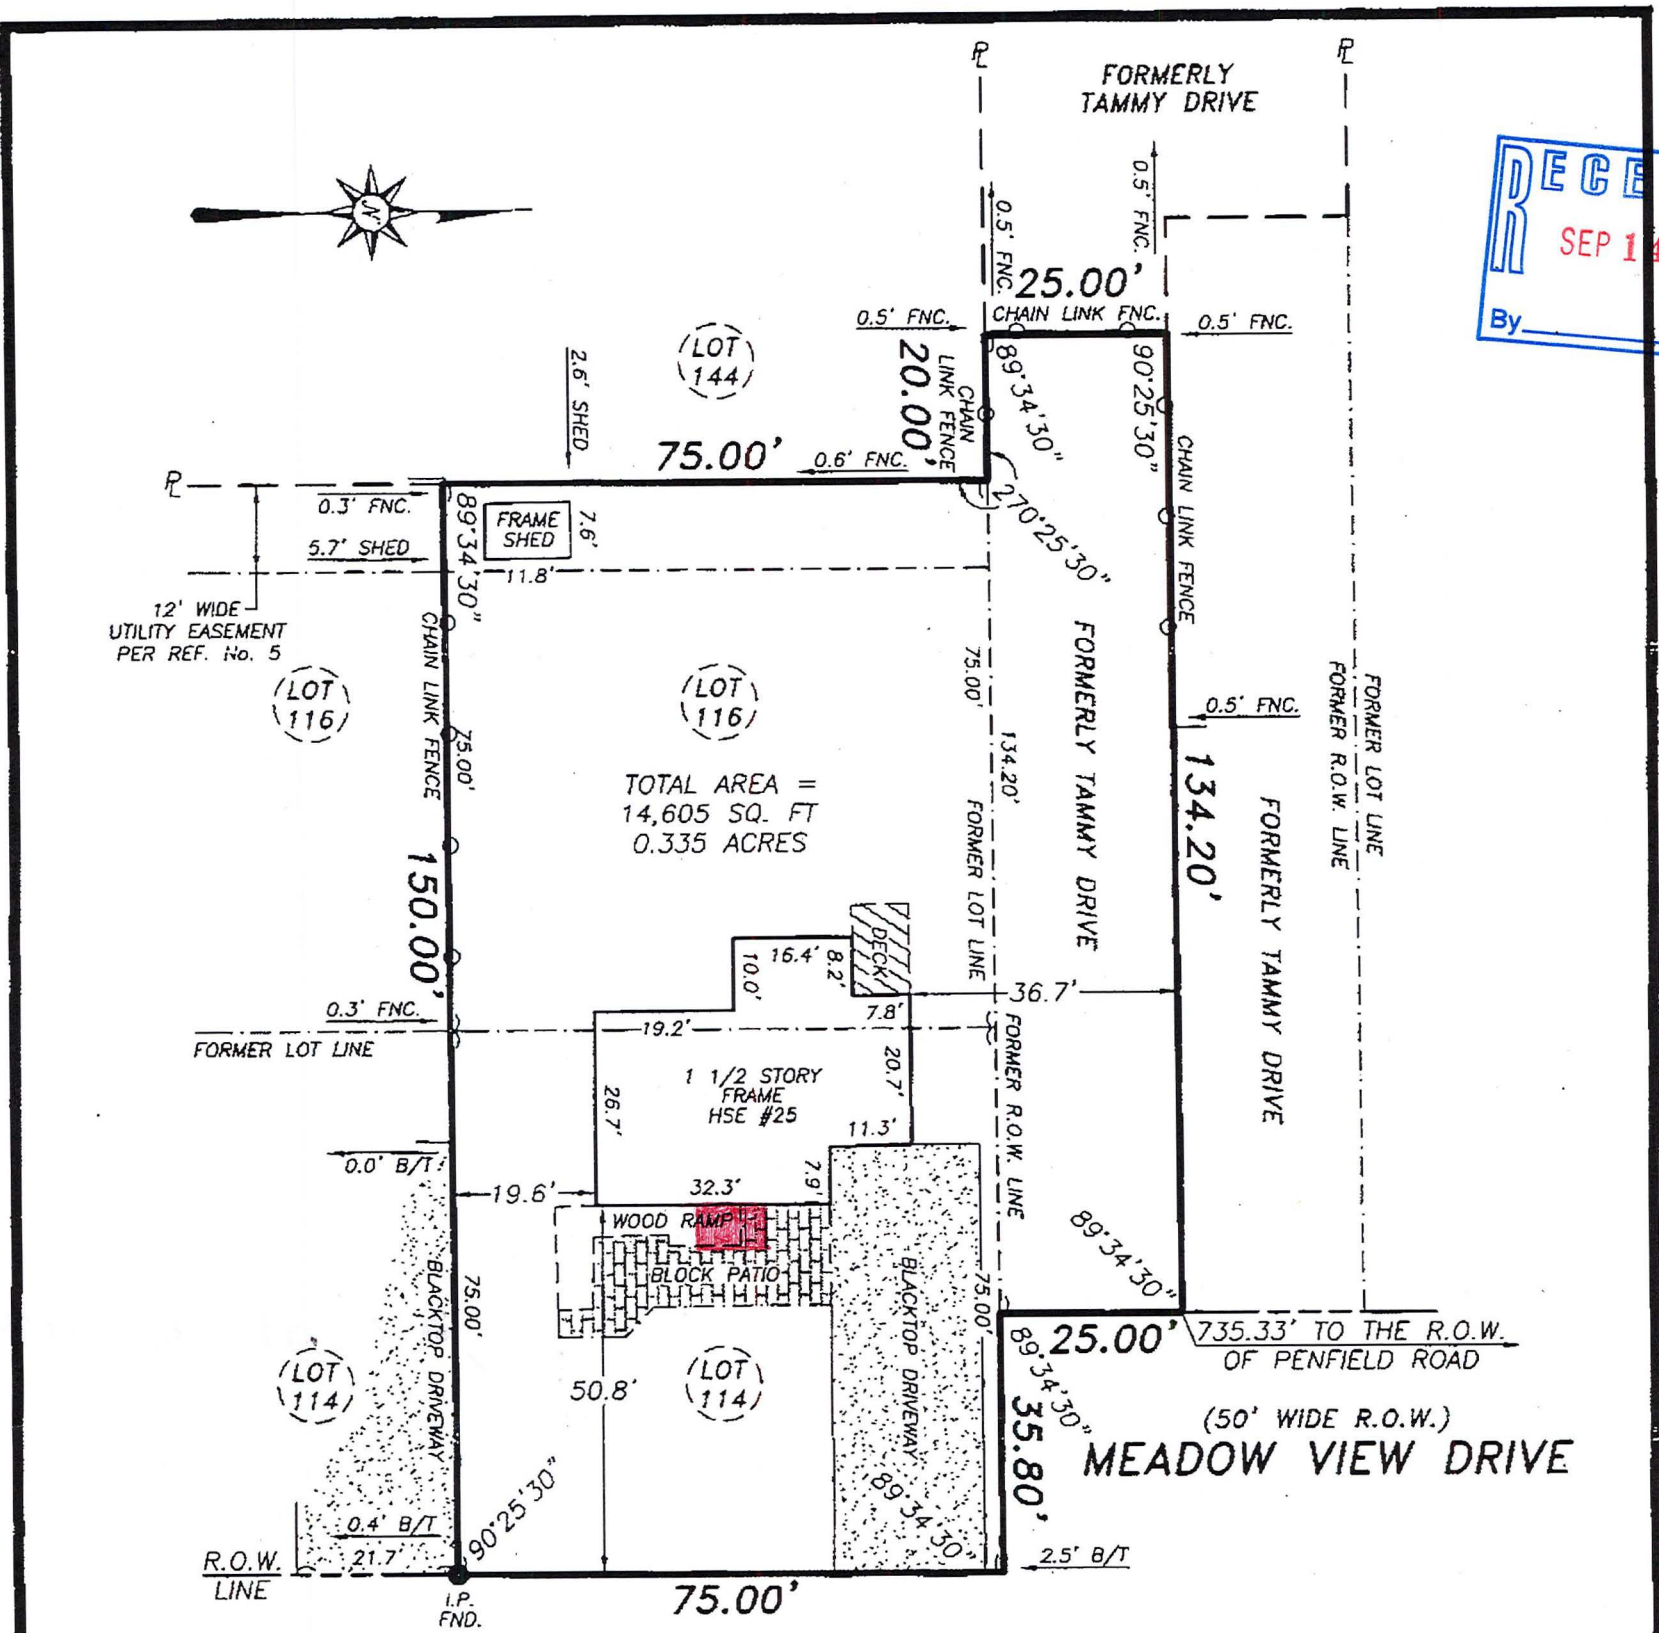 PL
PL
FORMERLY
TAMMY DRIVE
0.5' FNC.
0.5' FNC.
SEP 14
By
N
25.00'
CHAIN LINK FNC.
0.5' FNC.
0.5' FNC.
LOT
144
2.6' SHED
20.00'
CHAIN
LINK FENCE
89°34'30"
90°25'30"
75.00'
0.6' FNC.
PL
0.3' FNC.
5.7' SHED
89°34'30"
FRAME
SHED
7.6'
11.8'
270°25'30"
CHAIN LINK FENCE
12' WIDE
UTILITY EASEMENT
PER REF. No. 5
LOT
116
CHAIN LINK FENCE
75.00'
150.00'
LOT
116
TOTAL AREA =
14,605 SQ. FT
0.335 ACRES
75.00'
134.20'
FORMER LOT LINE
FORMERLY TAMMY DRIVE
0.5' FNC.
134.20'
FORMERLY TAMMY DRIVE
FORMER R.O.W. LINE
FORMER LOT LINE
DECK
16.4'
8.2'
10.0'
7.8'
36.7'
0.3' FNC.
FORMER LOT LINE
19.2'
20.7'
1 1/2 STORY
FRAME
HSE #25
26.7'
11.3'
FORMER R.O.W. LINE
0.0' B/T
19.6'
32.3'
7.9'
WOOD RAMP
BLOCK PATIO
BLACKTOP DRIVEWAY
75.00'
BLACKTOP DRIVEWAY
75.00'
89°34'30"
25.00'
735.33' TO THE R.O.W.
OF PENFIELD ROAD
LOT
114
50.8'
LOT
114
89°34'30"
35.80'
(50' WIDE R.O.W.)
MEADOW VIEW DRIVE
90°25'30"
89°34'30"
0.4' B/T
21.7'
R.O.W.
LINE
2.5' B/T
I.P.
FND.
75.00'